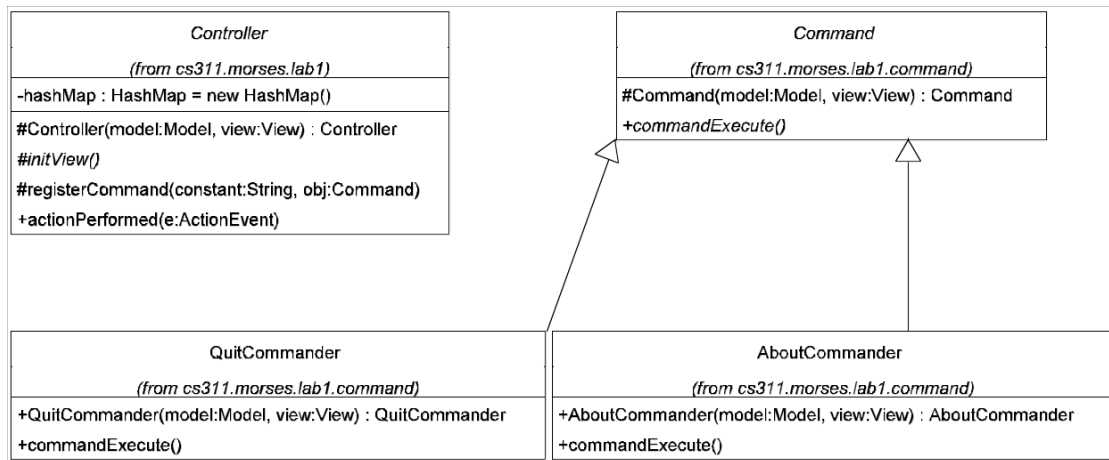 Controller
(from cs311.morses.lab1)
-hashMap : HashMap = new HashMap()
#Controller(model:Model, view:View) : Controller
#initView()
#registerCommand(constant:String, obj:Command)
+actionPerformed(e:ActionEvent)
Command
(from cs311.morses.lab1.command)
#Command(model:Model, view:View) : Command
+commandExecute()
QuitCommander
(from cs311.morses.lab1.command)
+QuitCommander(model:Model, view:View) : QuitCommander
+commandExecute()
AboutCommander
(from cs311.morses.lab1.command)
+AboutCommander(model:Model, view:View) : AboutCommander
+commandExecute()